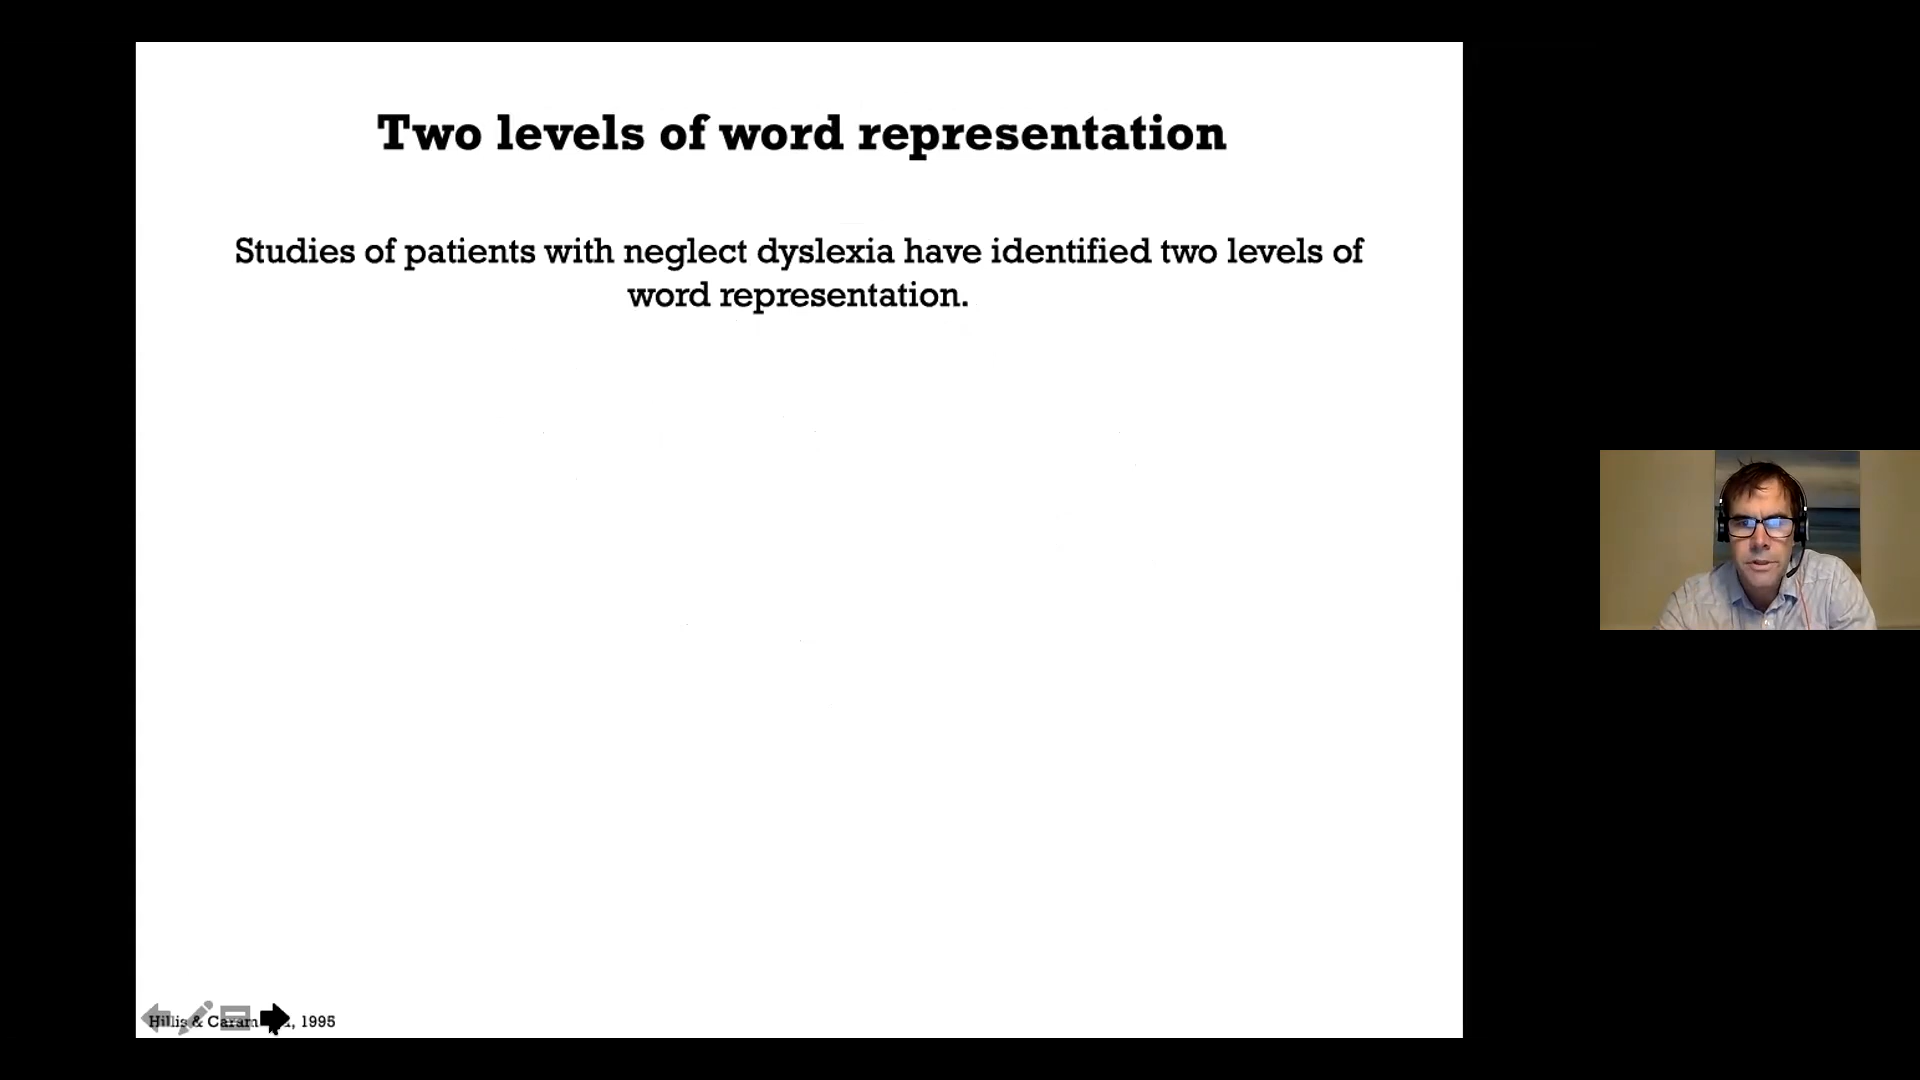 Two levels of word representation
Studies of patients with neglect dyslexia have identified two levels of
word representation.
Hillis & Caram , 1995